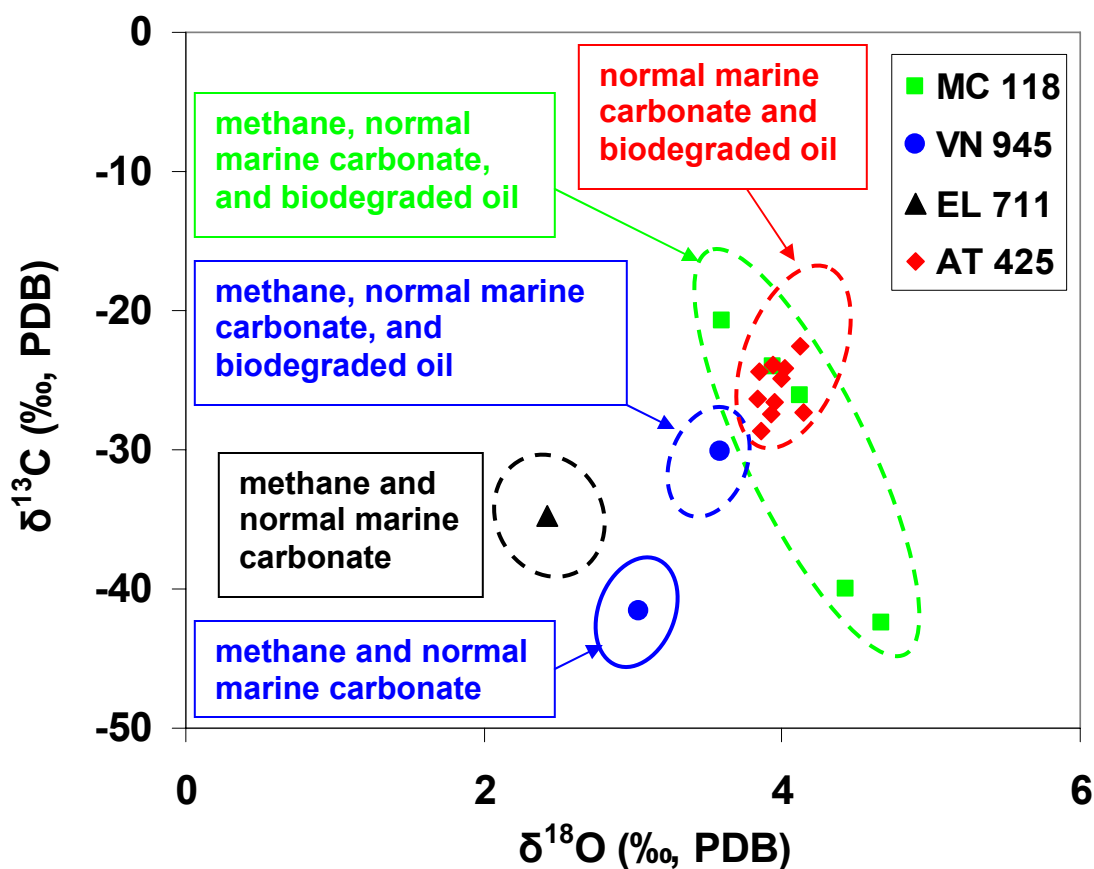 0
-10
-20
-30
-40
-50
δ13C (‰, PDB)
methane, normal
marine carbonate,
and biodegraded oil
normal marine
carbonate and
biodegraded oil
MC 118
VN 945
EL 711
AT 425
methane, normal marine
carbonate, and
biodegraded oil
methane and
normal marine
carbonate
methane and normal
marine carbonate
0
2
4
6
δ18O (‰, PDB)